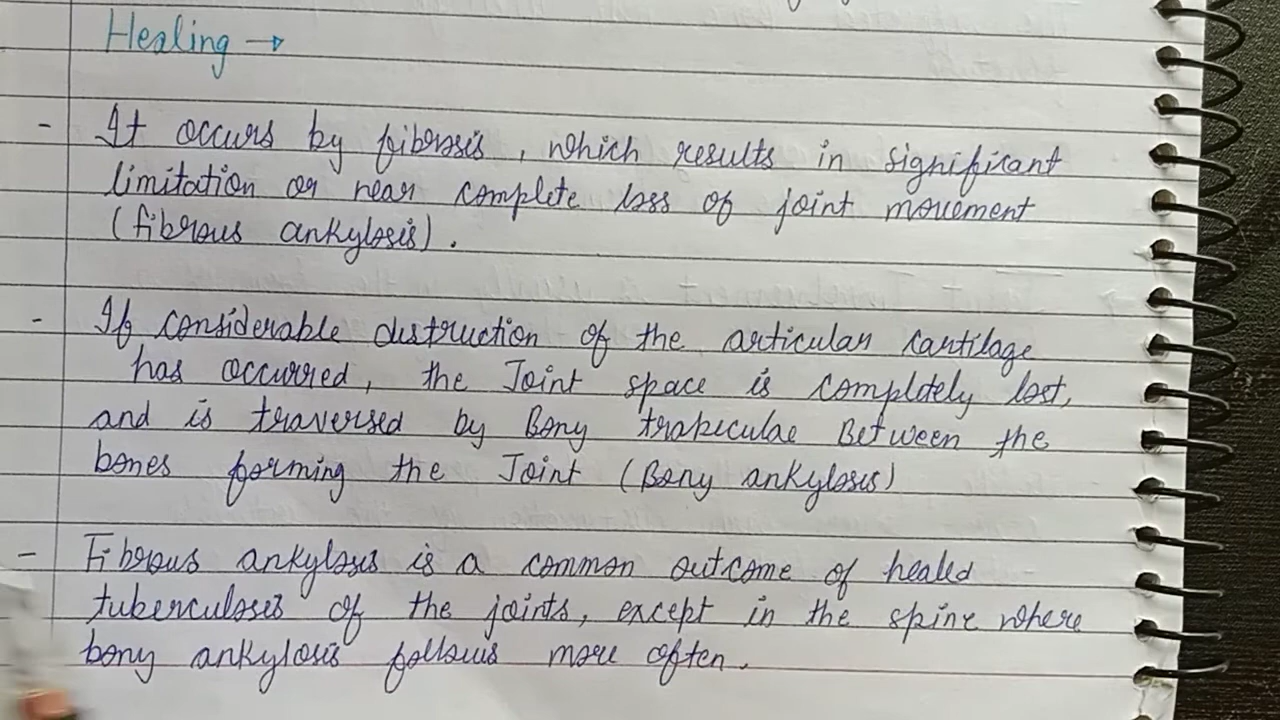 Healing →
- It occurs by fibrosis, which results in significant
limitation or near complete loss of joint movement
(fibrous ankylosis).
- If considerable destruction of the articular cartilage
has occurred, the Joint space is completely lost,
and is traversed by Bony trabeculae Between the
bones forming the Joint (Bony ankylosis)
- Fibrous ankylosis is a common outcome of healed
tuberculosis of the joints, except in the spine where
bony ankylosis follows more often.